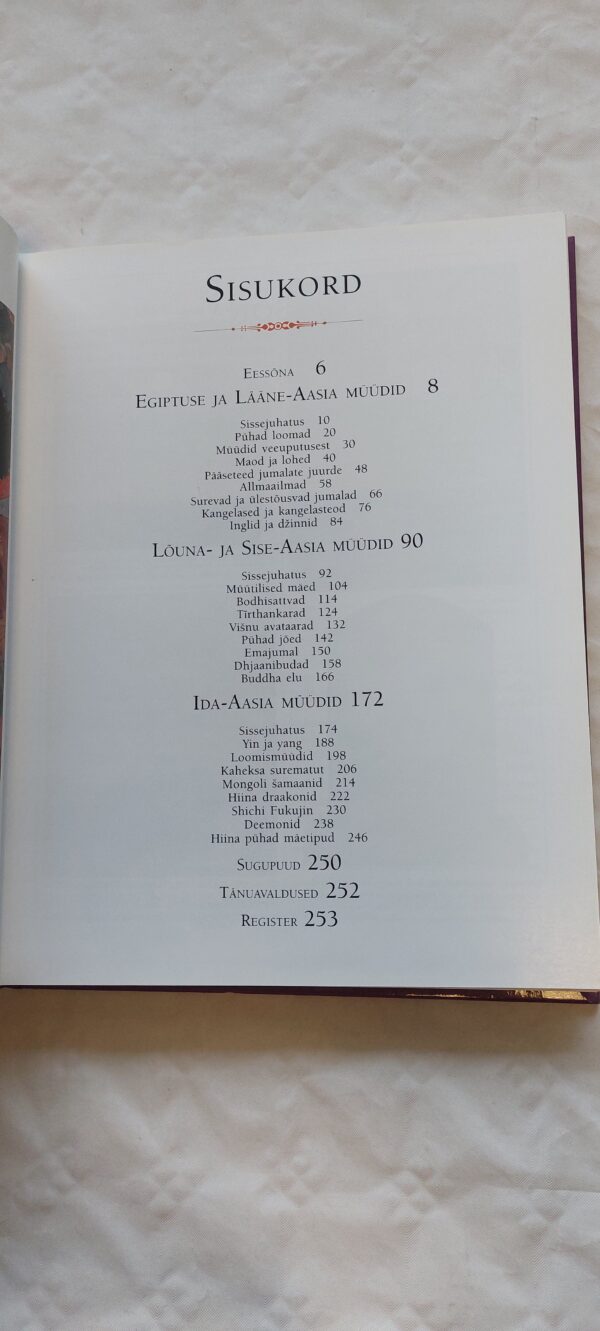 SISUKORD
EESSÕNA 6
EGIPTUSE JA LÄÄNE-AASIA MÜÜDID 8
Sissejuhatus 10
Pühad loomad 20
Müüdid veeuputusest 30
Maod ja lohed 40
Pääseteed jumalate juurde 48
Allmaailmad 58
Surevad ja ülestõusvad jumalad 66
Kangelased ja kangelasteod 76
Inglid ja džinnid 84
LÕUNA- JA SISE-AASIA MÜÜDID 90
Sissejuhatus 92
Müütilised mäed 104
Bodhisattvad 114
Tirthankarad 124
Višnu avataarad 132
Pühad jõed 142
Emajumal 150
Dhjaanibudad 158
Buddha elu 166
IDA-AASIA MÜÜDID 172
Sissejuhatus 174
Yin ja yang 188
Loomismüüdid 198
Kaheksa surematut 206
Mongoli šamaanid 214
Hiina draakonid 222
Shichi Fukujin 230
Deemonid 238
Hiina pühad mäetipud 246
SUGUPUUD 250
TÄNUAVALDUSED 252
REGISTER 253